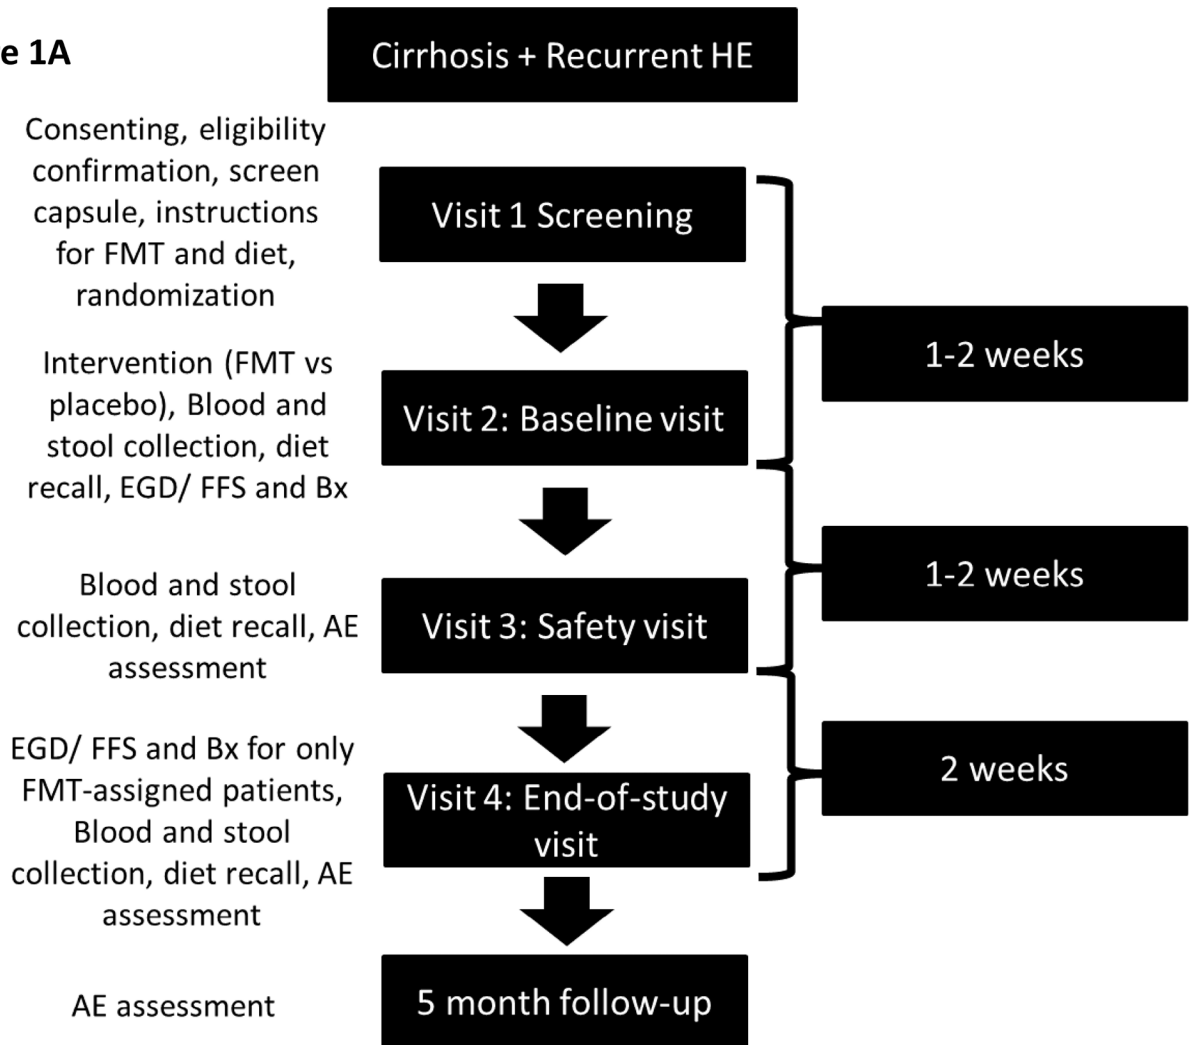 e 1A
Cirrhosis + Recurrent HE
Consenting, eligibility
confirmation, screen
capsule, instructions
for FMT and diet,
randomization
Visit 1 Screening
1-2 weeks
Intervention (FMT vs
placebo), Blood and
stool collection, diet
recall, EGD/ FFS and Bx
Visit 2: Baseline visit
1-2 weeks
Blood and stool
collection, diet recall, AE
assessment
Visit 3: Safety visit
2 weeks
EGD/ FFS and Bx for only
FMT-assigned patients,
Blood and stool
collection, diet recall, AE
assessment
Visit 4: End-of-study
visit
AE assessment
5 month follow-up